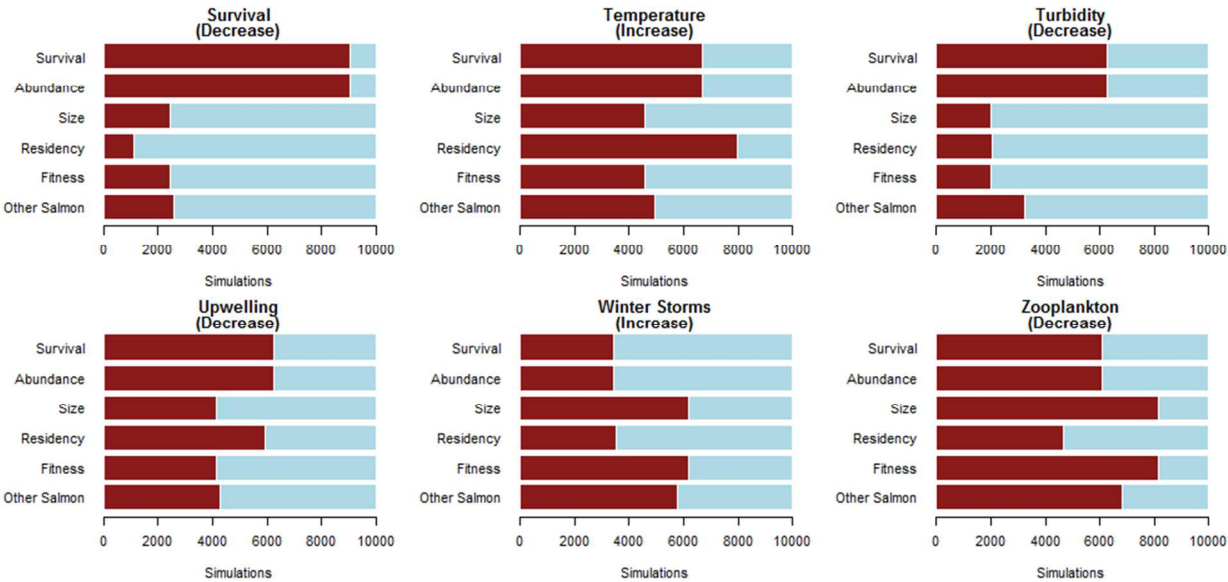 Survival
(Decrease)
Survival
Abundance
Size
Residency
Fitness
Other Salmon
0 2000 4000 6000 8000 10000
Simulations
Temperature
(Increase)
Survival
Abundance
Size
Residency
Fitness
Other Salmon
0 2000 4000 6000 8000 10000
Simulations
Turbidity
(Decrease)
Survival
Abundance
Size
Residency
Fitness
Other Salmon
0 2000 4000 6000 8000 10000
Simulations
Upwelling
(Decrease)
Survival
Abundance
Size
Residency
Fitness
Other Salmon
0 2000 4000 6000 8000 10000
Simulations
Winter Storms
(Increase)
Survival
Abundance
Size
Residency
Fitness
Other Salmon
0 2000 4000 6000 8000 10000
Simulations
Zooplankton
(Decrease)
Survival
Abundance
Size
Residency
Fitness
Other Salmon
0 2000 4000 6000 8000 10000
Simulations